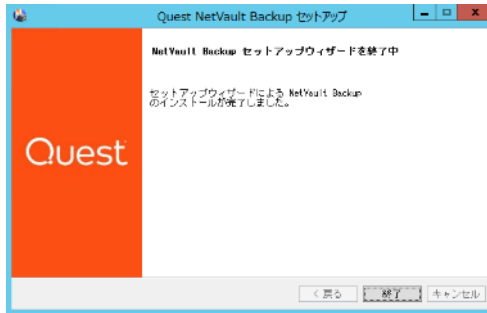 Quest NetVault Backup セットアップ
NetVault Backup セットアップウィザードを終了中
セットアップウィザードによる NetVault Backup
のインストールが完了しました。
Quest
< 戻る
終了
キャンセル